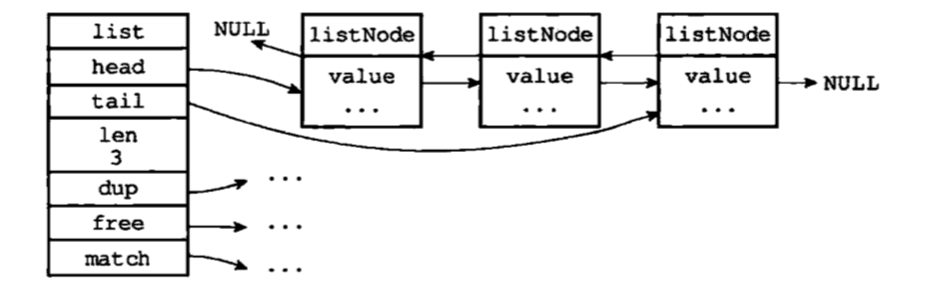 list
head
tail
len
3
dup
free
match
NULL
listNode
value
...
listNode
value
...
listNode
value
...
NULL
...
...
...